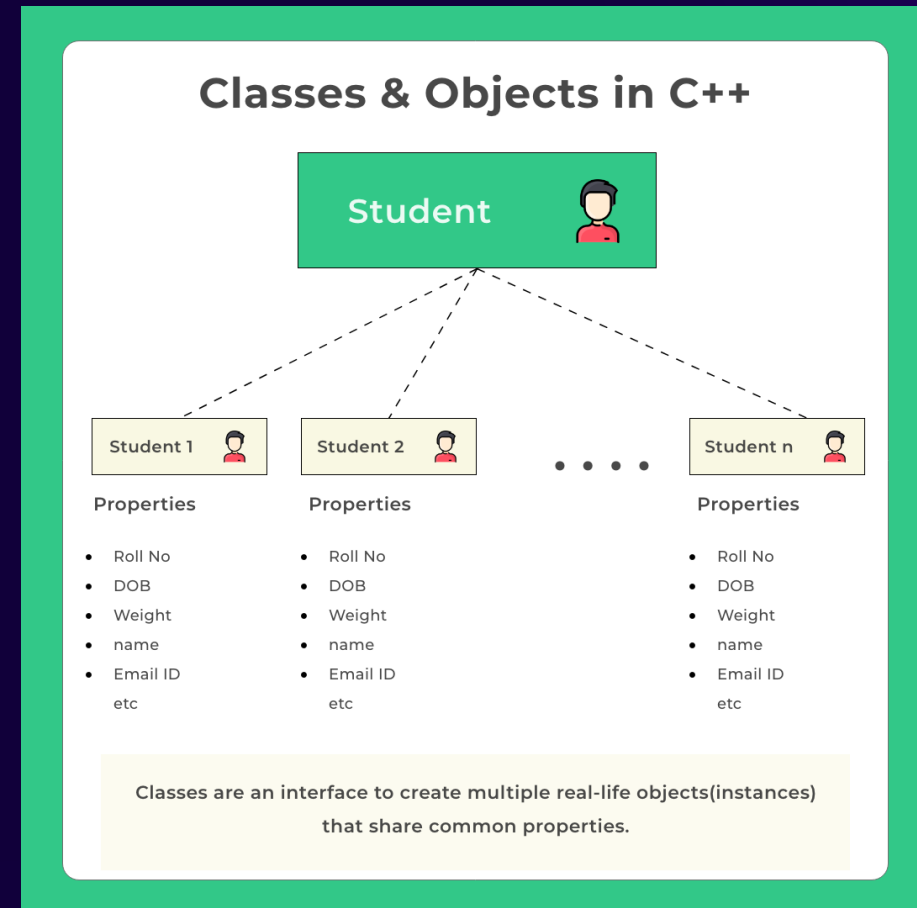 Classes & Objects in C++
Student
Student 1
Student 2
Student n
Properties
Roll No
DOB
Weight
name
Email ID
etc
Properties
Roll No
DOB
Weight
name
Email ID
etc
Properties
Roll No
DOB
Weight
name
Email ID
etc
Classes are an interface to create multiple real-life objects(instances)
that share common properties.